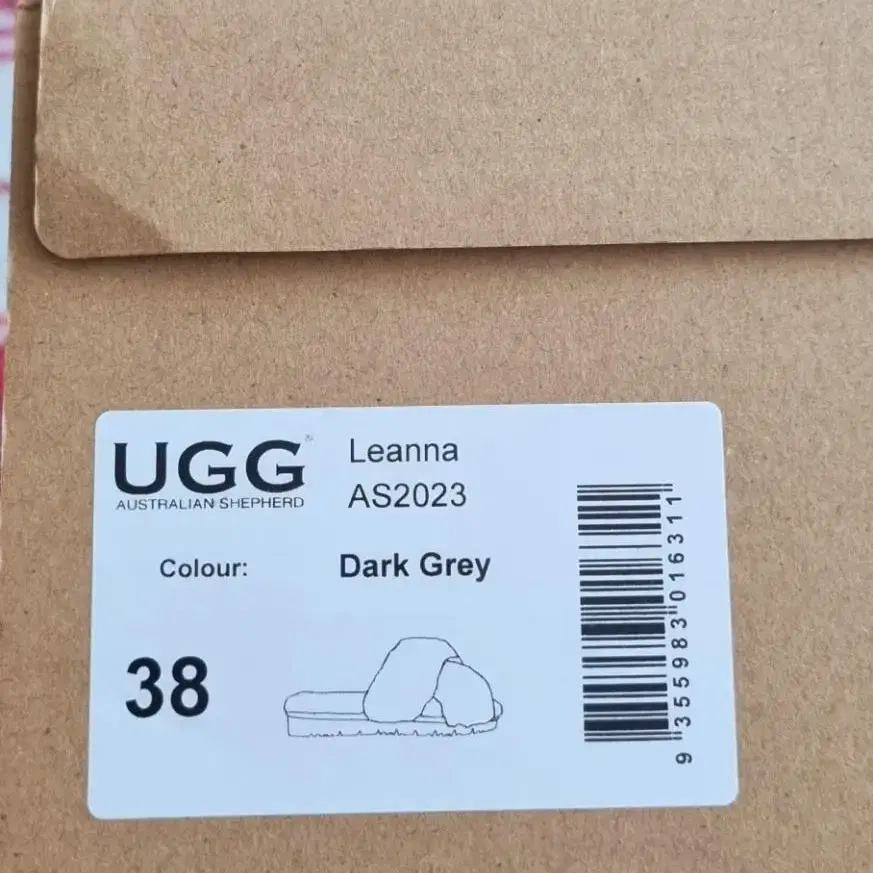 UGG®
AUSTRALIAN SHEPHERD
Leanna
AS2023
Colour: Dark Grey
38
9 355983 016311